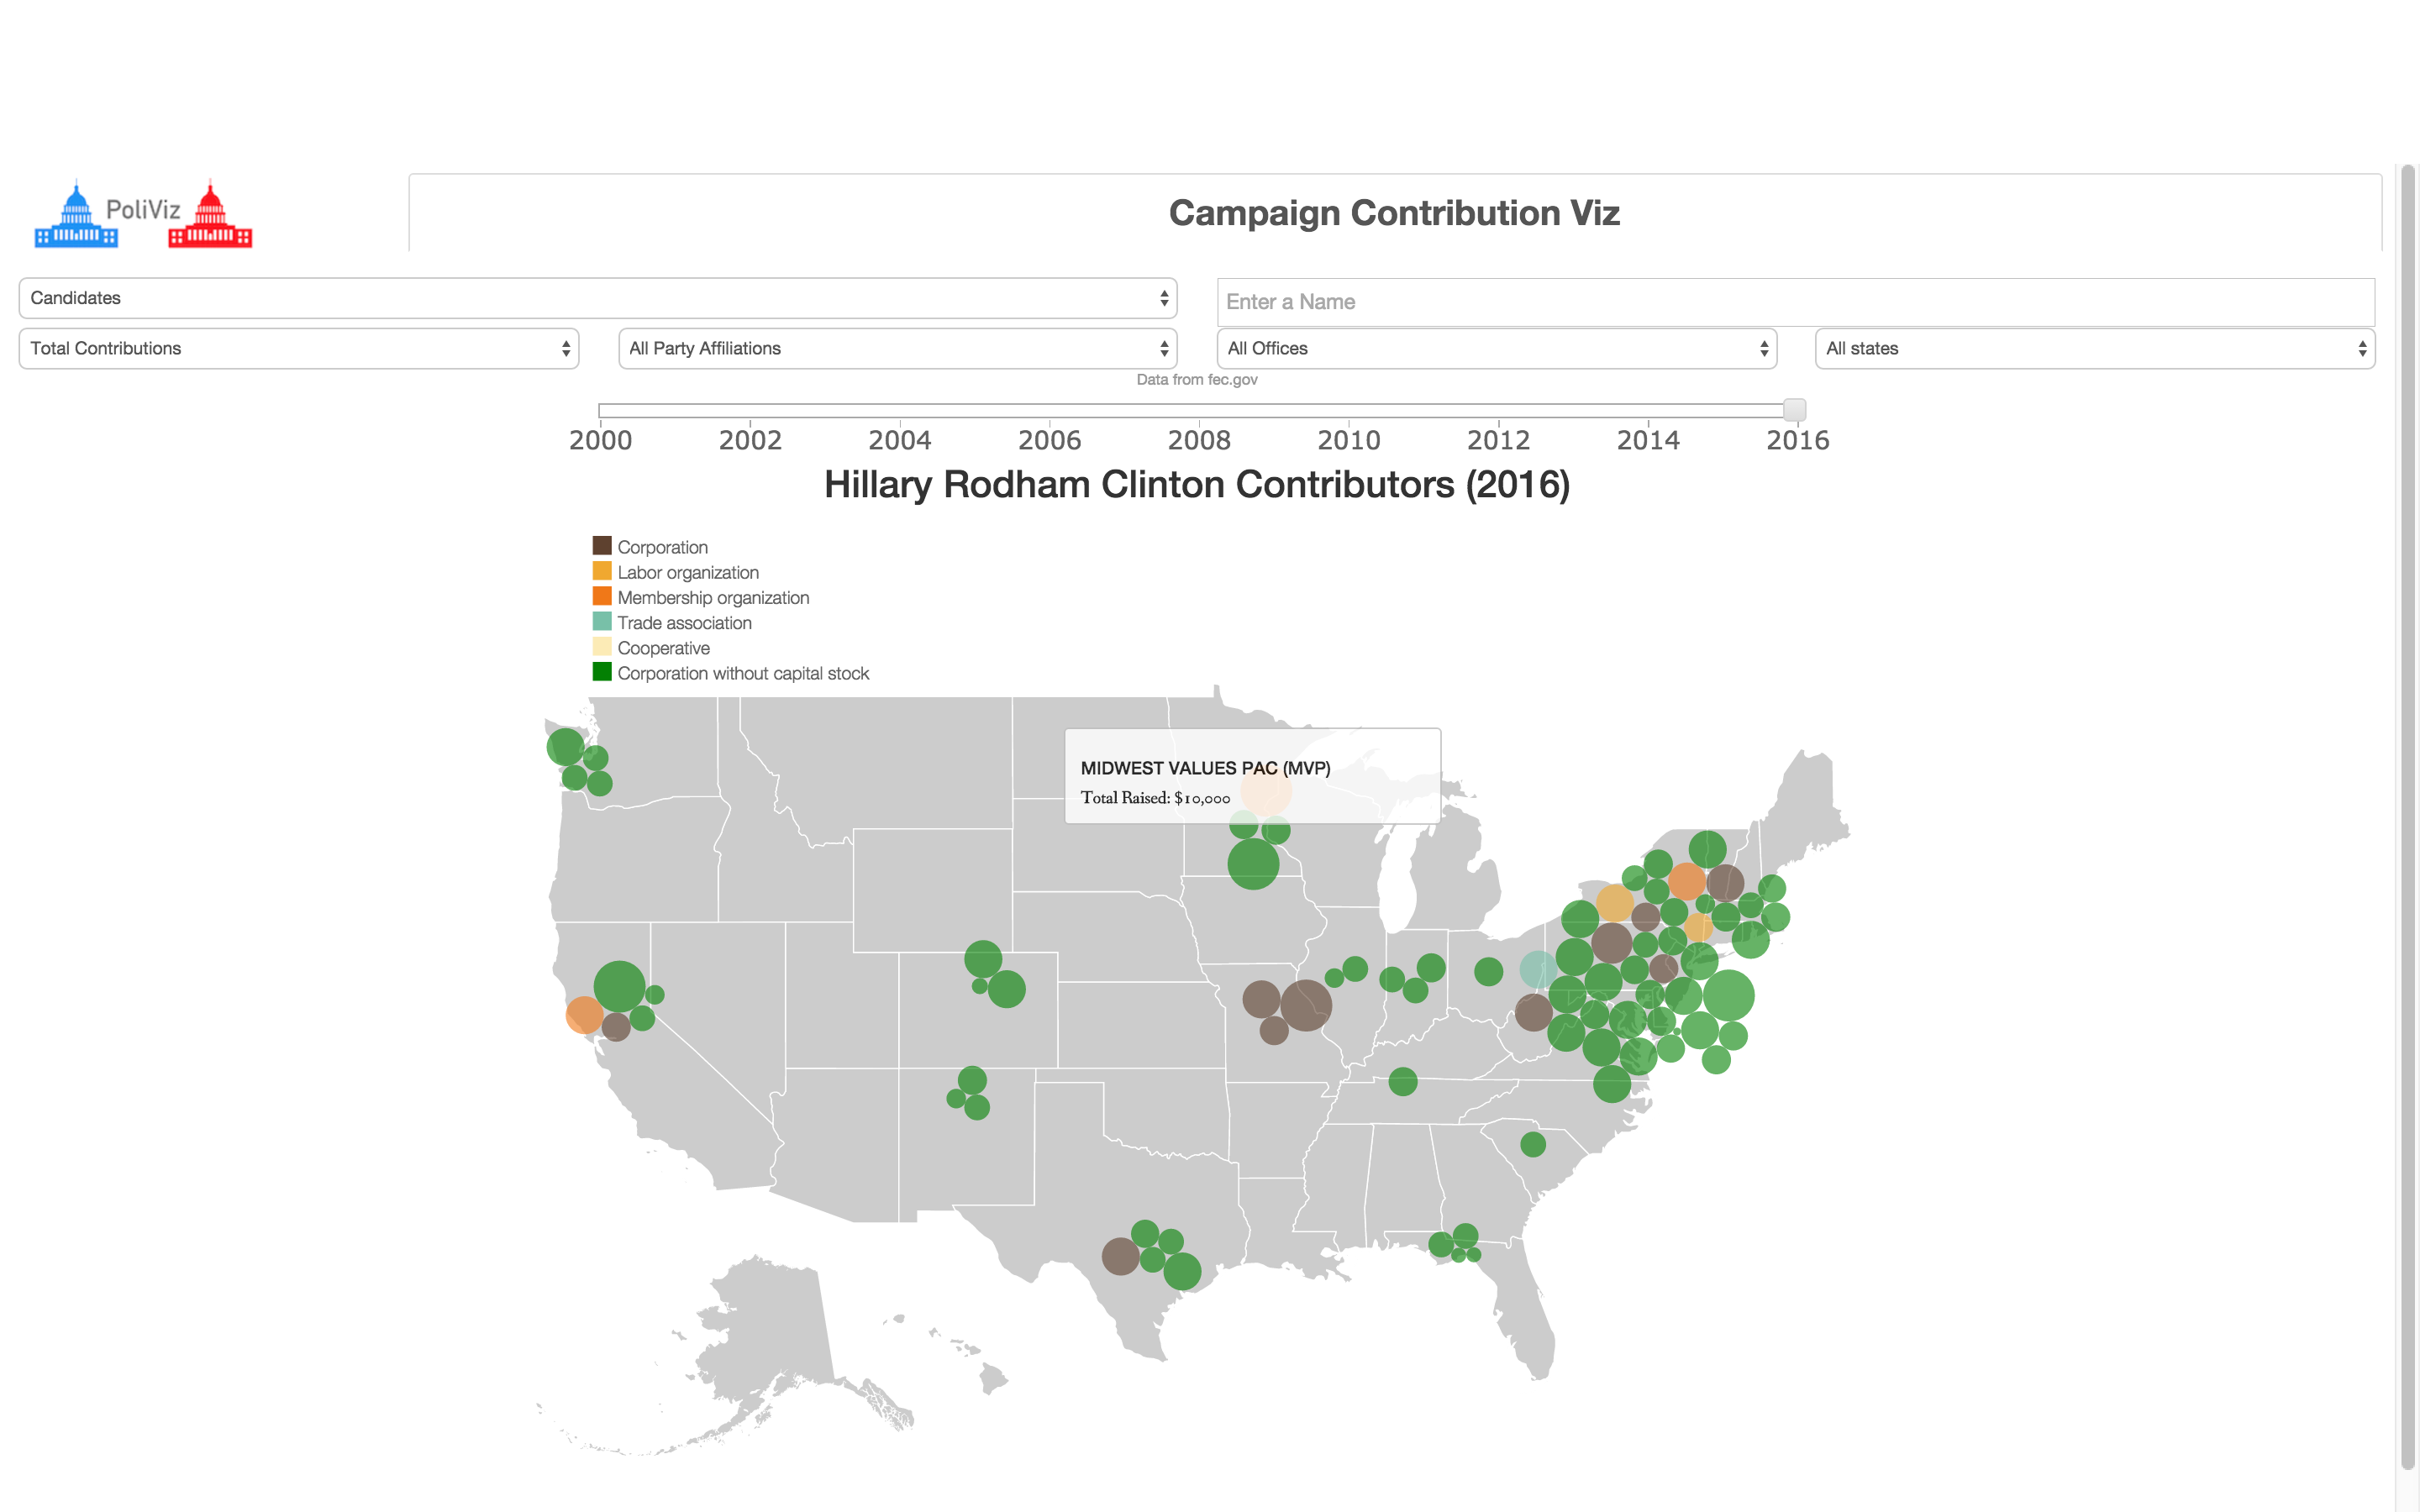 PoliViz
Campaign Contribution Viz
Candidates
Enter a Name
Total Contributions
All Party Affiliations
All Offices
All states
Data from fec.gov
2000 2002 2004 2006 2008 2010 2012 2014 2016
Hillary Rodham Clinton Contributors (2016)
Corporation
Labor organization
Membership organization
Trade association
Cooperative
Corporation without capital stock
MIDWEST VALUES PAC (MVP)
Total Raised: $10,000